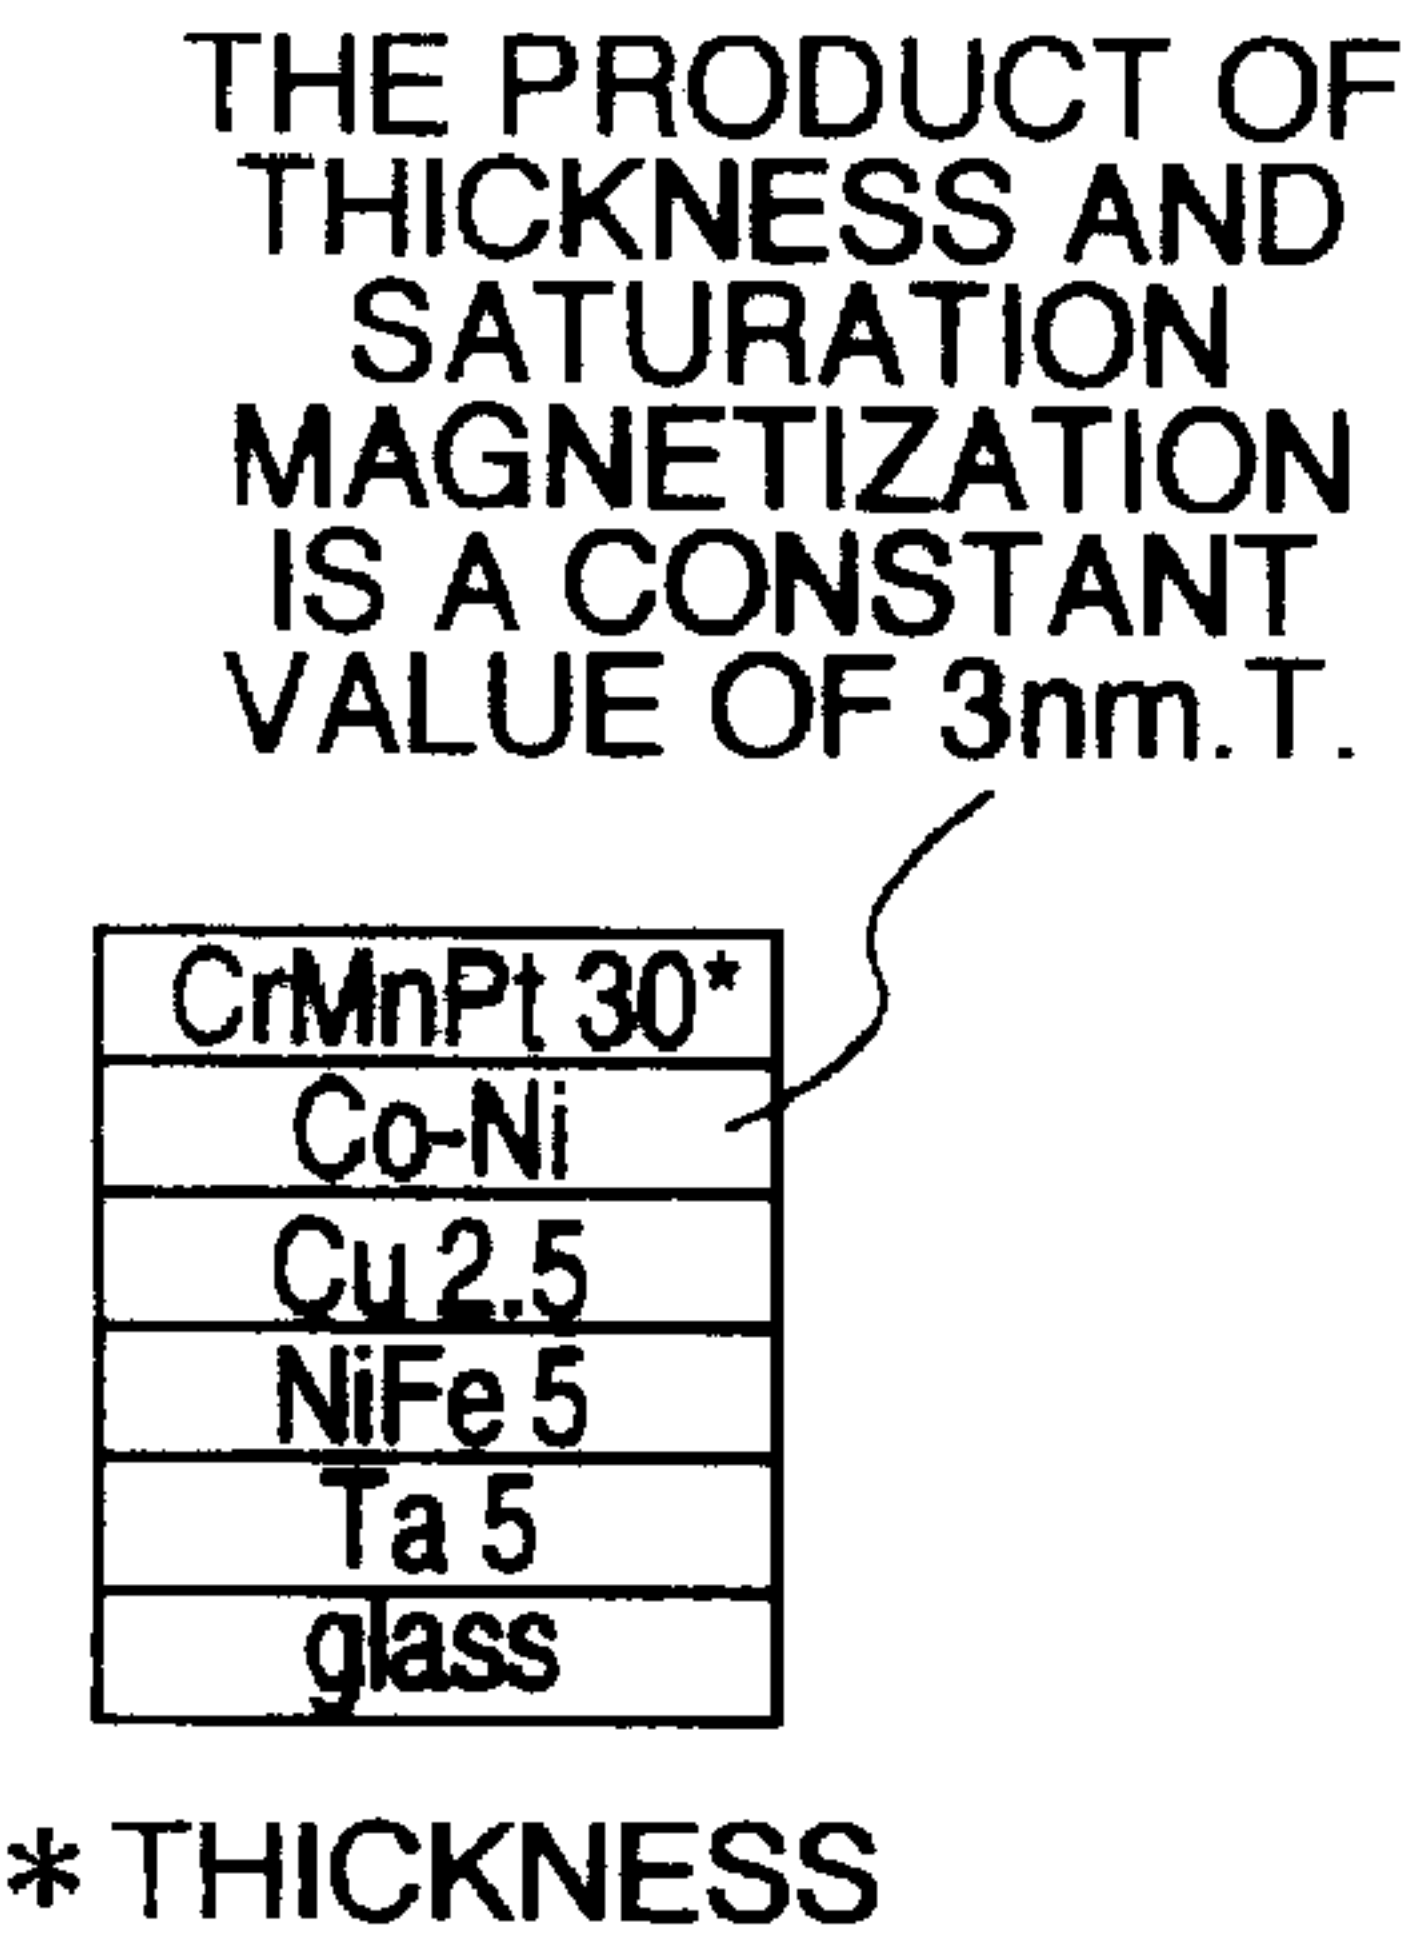 THE PRODUCT OF
THICKNESS AND
SATURATION
MAGNETIZATION
IS A CONSTANT
VALUE OF 3nm.T.
CrMnPt 30*
Co-Ni
Cu 2.5
NiFe 5
Ta 5
glass
* THICKNESS